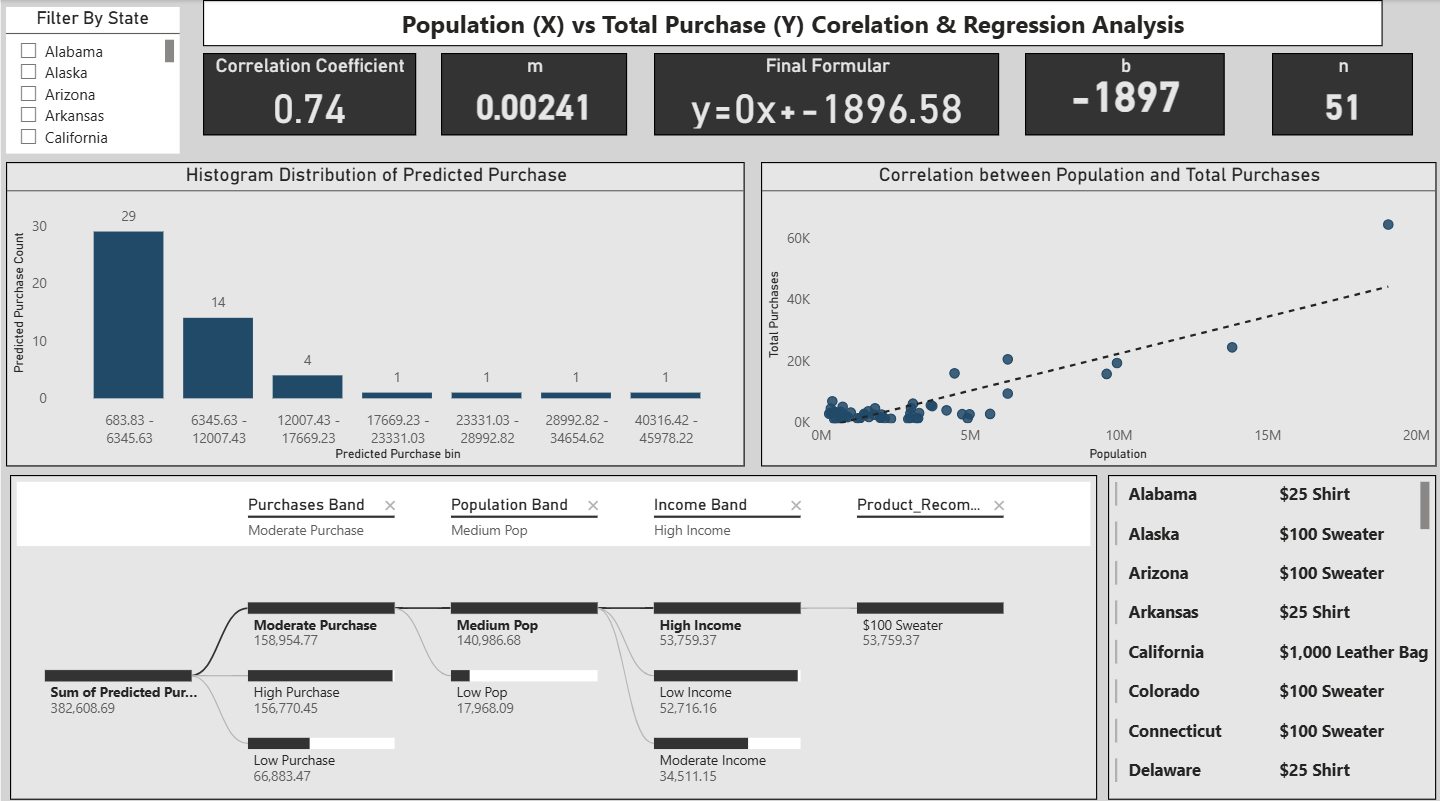 Filter By State
Alabama
Alaska
Arizona
Arkansas
California
Population (X) vs Total Purchase (Y) Corelation & Regression Analysis
Correlation Coefficient
0.74
m
0.00241
Final Formular
y=0x+-1896.58
b
-1897
n
51
Histogram Distribution of Predicted Purchase
Predicted Purchase Count
30
20
10
0
29
14
4
1
1
1
1
683.83 -
6345.63
6345.63 -
12007.43
12007.43 -
17669.23
17669.23 -
23331.03
23331.03 -
28992.82
28992.82 -
34654.62
40316.42 -
45978.22
Predicted Purchase bin
Correlation between Population and Total Purchases
Total Purchases
60K
40K
20K
0K
0M
5M
10M
15M
20M
Population
Purchases Band
Moderate Purchase
Population Band
Medium Pop
Income Band
High Income
Product_Recom...
Sum of Predicted Pur...
382,608.69
Moderate Purchase
158,954.77
High Purchase
156,770.45
Low Purchase
66,883.47
Medium Pop
140,986.68
Low Pop
17,968.09
High Income
53,759.37
Low Income
52,716.16
Moderate Income
34,511.15
$100 Sweater
53,759.37
Alabama $25 Shirt
Alaska $100 Sweater
Arizona $100 Sweater
Arkansas $25 Shirt
California $1,000 Leather Bag
Colorado $100 Sweater
Connecticut $100 Sweater
Delaware $25 Shirt